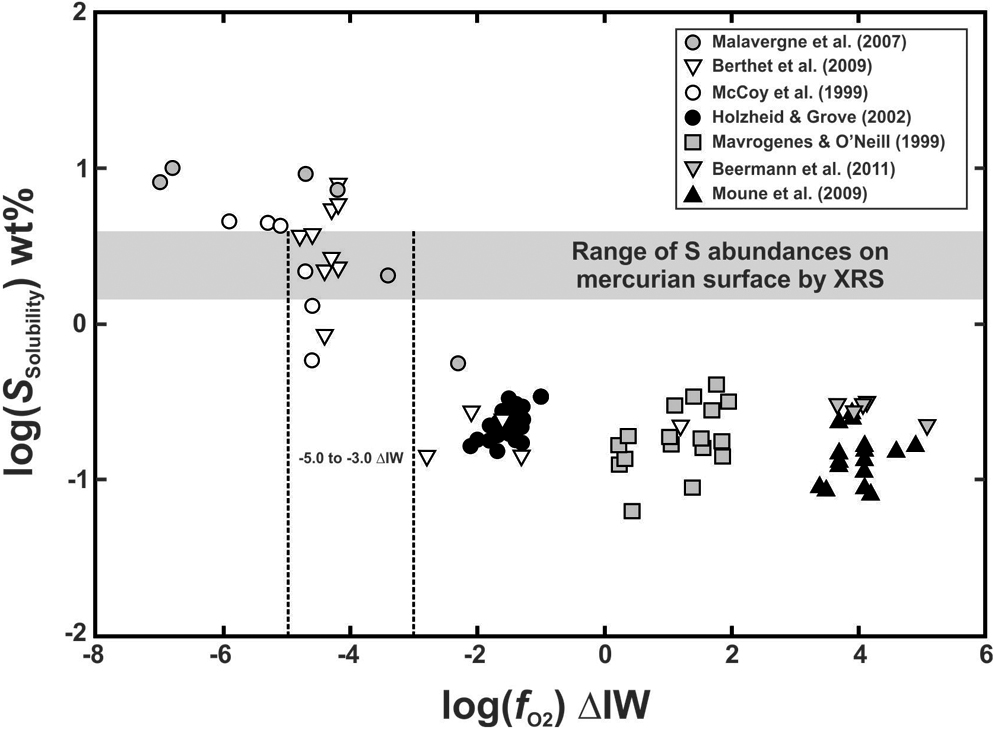 2
1
0
-1
-2
log(S Solubility) wt%
Malavergne et al. (2007)
Berthet et al. (2009)
McCoy et al. (1999)
Holzheid & Grove (2002)
Mavrogenes & O'Neill (1999)
Beermann et al. (2011)
Moune et al. (2009)
Range of S abundances on
mercurian surface by XRS
-5.0 to -3.0 ΔIW
-8 -6 -4 -2 0 2 4 6
log(fO2) ΔIW